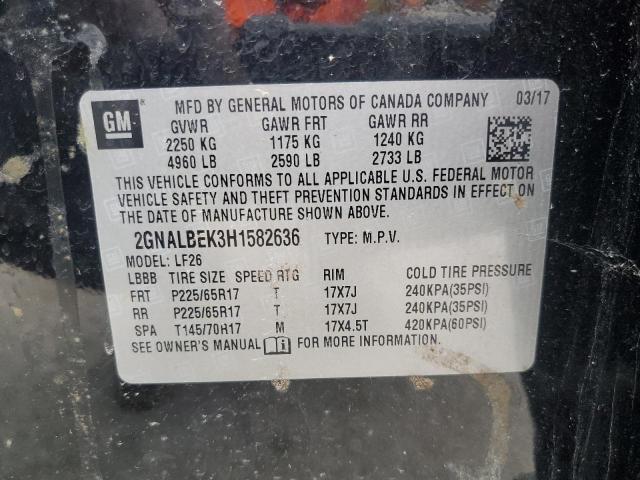 GM
MFD BY GENERAL MOTORS OF CANADA COMPANY 03/17
GVWR GAWR FRT GAWR RR
2250 KG 1175 KG 1240 KG
4960 LB 2590 LB 2733 LB
THIS VEHICLE CONFORMS TO ALL APPLICABLE U.S. FEDERAL MOTOR
VEHICLE SAFETY AND THEFT PREVENTION STANDARDS IN EFFECT ON
THE DATE OF MANUFACTURE SHOWN ABOVE.
2GNALBEK3H1582636 TYPE: M.P.V.
MODEL: LF26
LBBB TIRE SIZE SPEED RTG RIM COLD TIRE PRESSURE
FRT P225/65R17 T 17X7J 240KPA(35PSI)
RR P225/65R17 T 17X7J 240KPA(35PSI)
SPA T145/70R17 M 17X4.5T 420KPA(60PSI)
SEE OWNER'S MANUAL i FOR MORE INFORMATION.